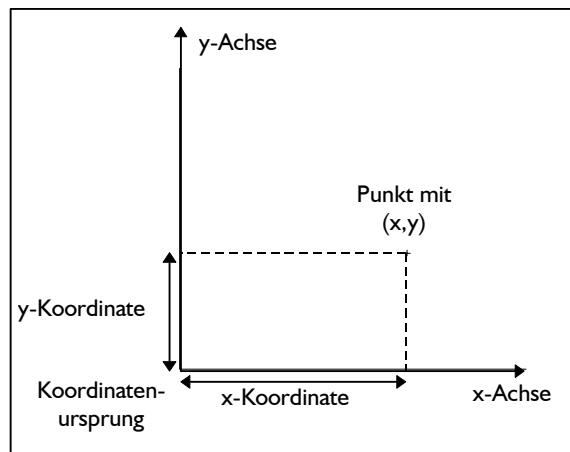 y-Achse
Punkt mit
(x,y)
y-Koordinate
Koordinaten-
ursprung
x-Koordinate
x-Achse